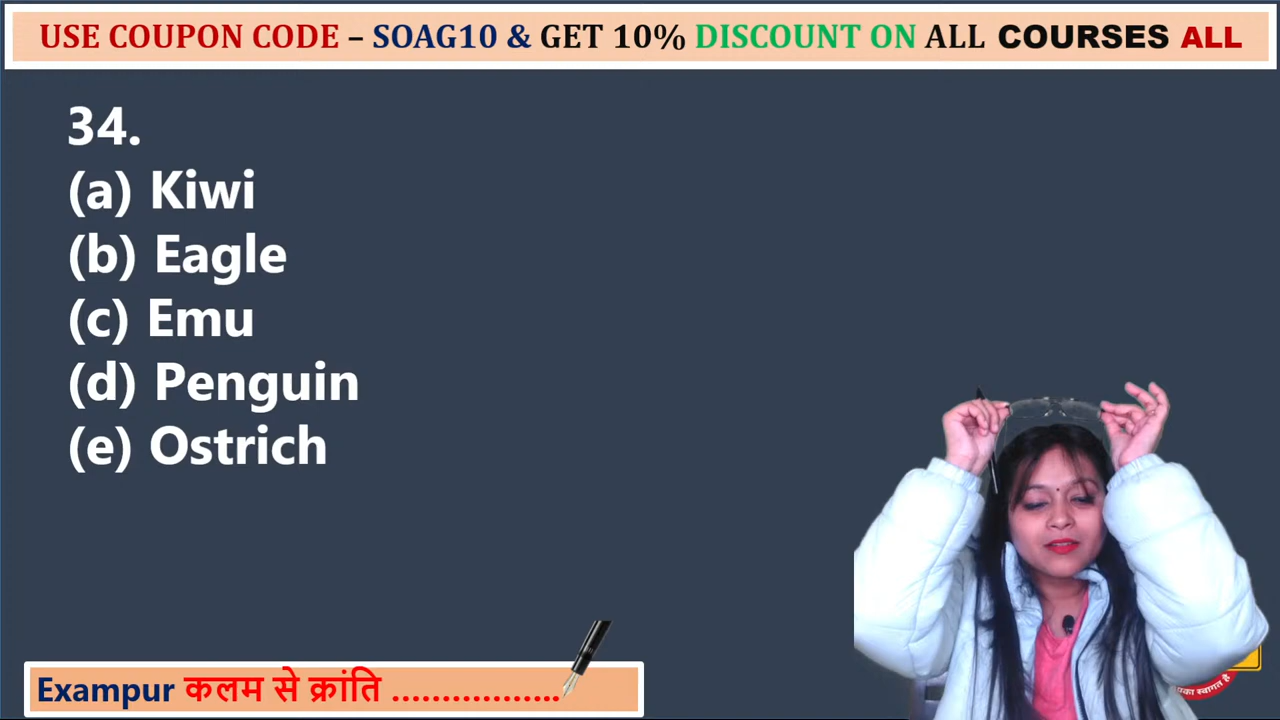 USE COUPON CODE – SOAG10 & GET 10% DISCOUNT ON ALL COURSES ALL
34.
(a) Kiwi
(b) Eagle
(c) Emu
(d) Penguin
(e) Ostrich
Exampur कलम से क्रांति .................
स्वागत है